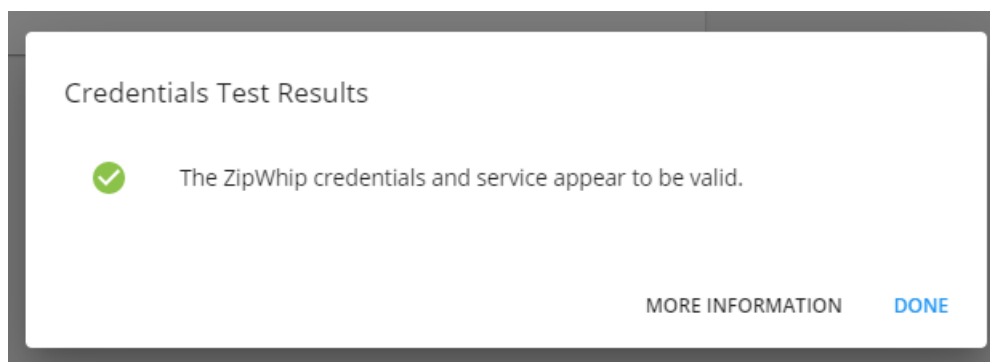 Credentials Test Results
The ZipWhip credentials and service appear to be valid.
MORE INFORMATION DONE